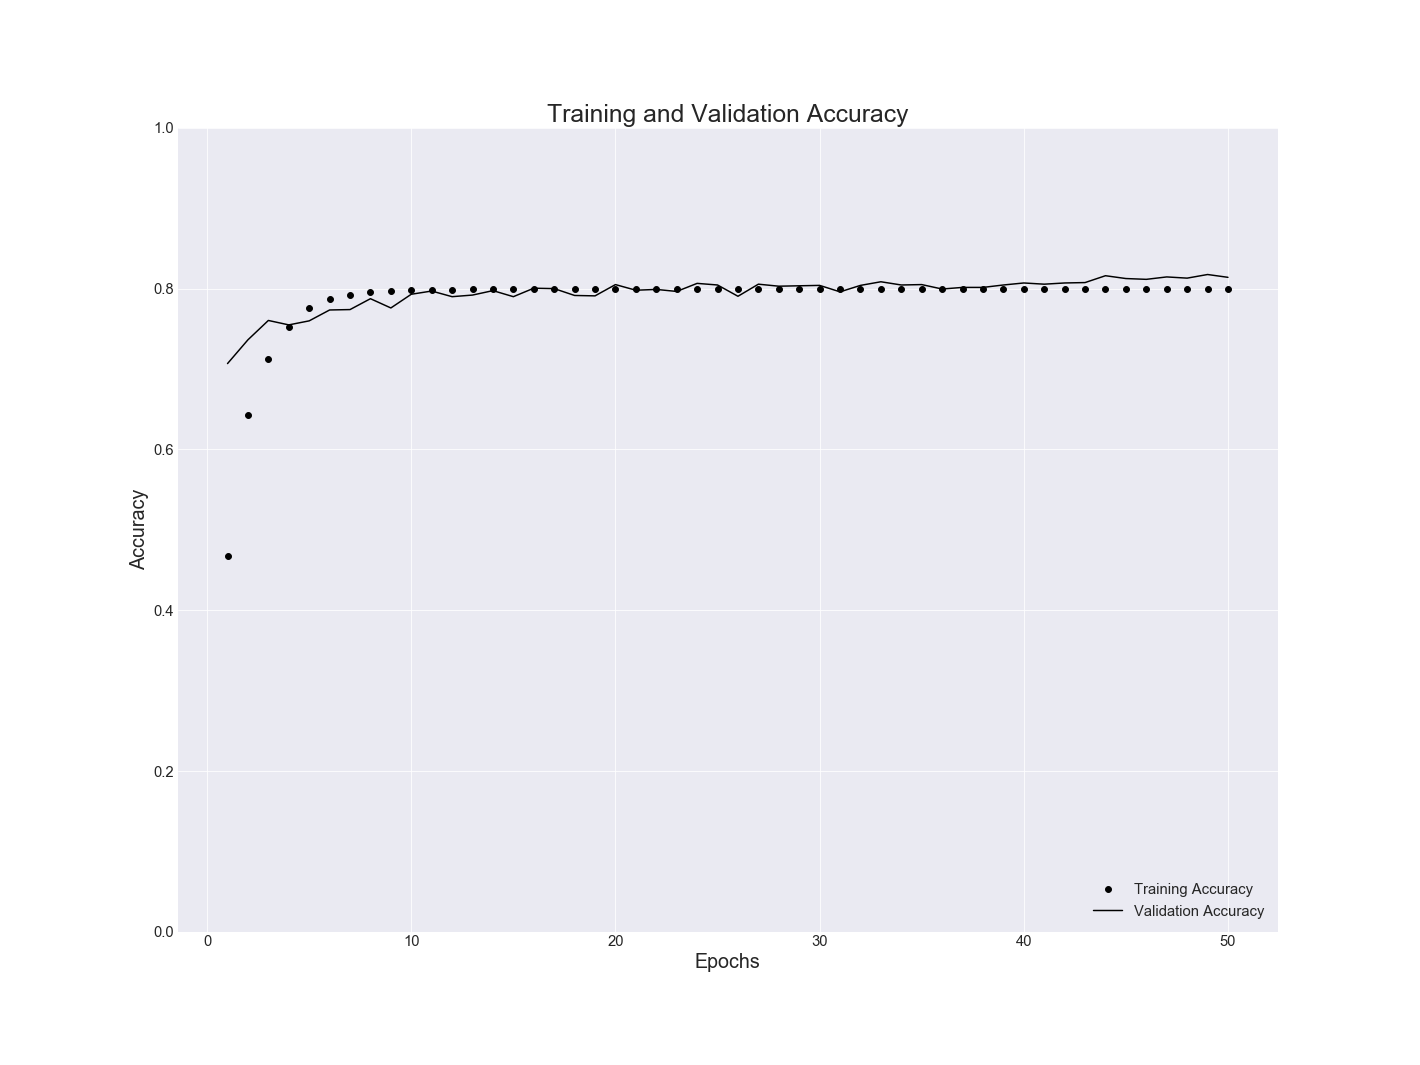 Training and Validation Accuracy
1.0
0.8
0.6
0.4
0.2
0.0
Accuracy
0 10 20 30 40 50
Epochs
Training Accuracy
Validation Accuracy